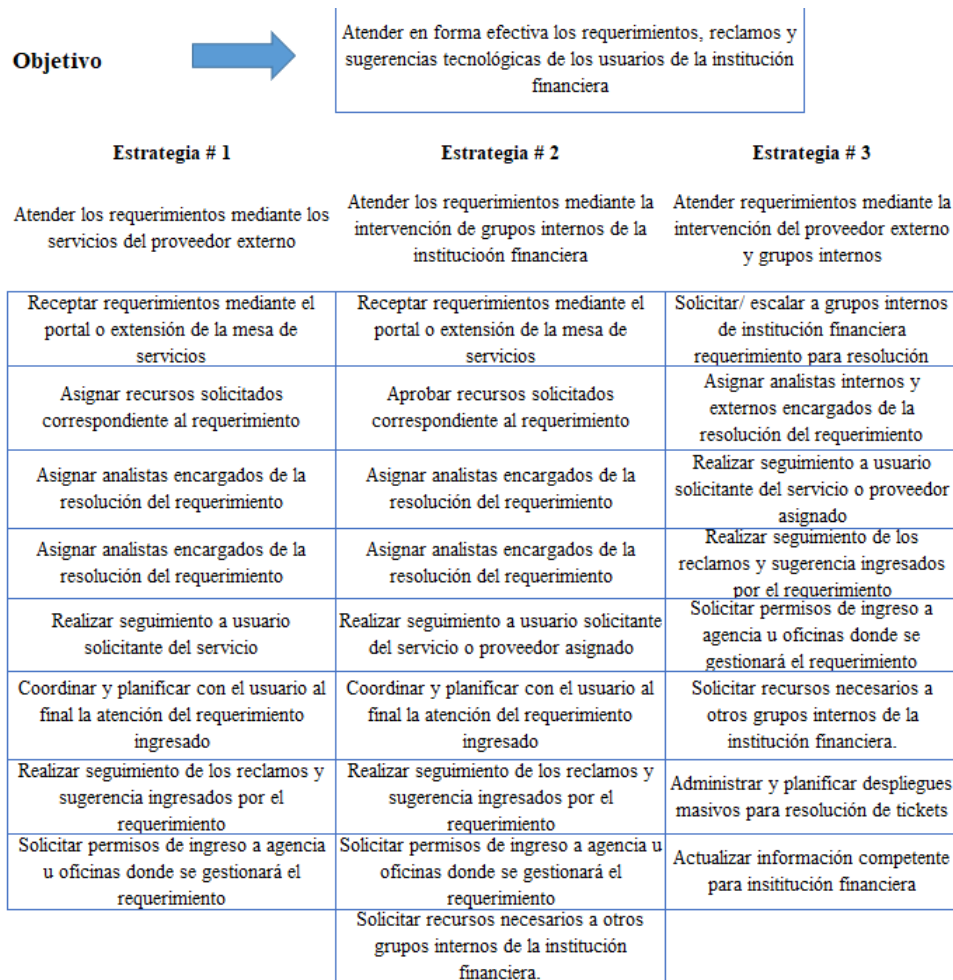 Objetivo
Atender en forma efectiva los requerimientos, reclamos y
sugerencias tecnológicas de los usuarios de la institución
financiera
Estrategia # 1
Atender los requerimientos mediante los
servicios del proveedor externo
Receptar requerimientos mediante el
portal o extensión de la mesa de
servicios
Asignar recursos solicitados
correspondiente al requerimiento
Asignar analistas encargados de la
resolución del requerimiento
Asignar analistas encargados de la
resolución del requerimiento
Realizar seguimiento a usuario
solicitante del servicio
Coordinar y planificar con el usuario al
final la atención del requerimiento
ingresado
Realizar seguimiento de los reclamos y
sugerencia ingresados por el
requerimiento
Solicitar permisos de ingreso a agencia
u oficinas donde se gestionará el
requerimiento
Estrategia # 2
Atender los requerimientos mediante la
intervención de grupos internos de la
institucioón financiera
Receptar requerimientos mediante el
portal o extensión de la mesa de
servicios
Aprobar recursos solicitados
correspondiente al requerimiento
Asignar analistas encargados de la
resolución del requerimiento
Asignar analistas encargados de la
resolución del requerimiento
Realizar seguimiento a usuario solicitante
del servicio o proveedor asignado
Coordinar y planificar con el usuario al
final la atención del requerimiento
ingresado
Realizar seguimiento de los reclamos y
sugerencia ingresados por el
requerimiento
Solicitar permisos de ingreso a agencia u
oficinas donde se gestionará el
requerimiento
Solicitar recursos necesarios a otros
grupos internos de la institución
financiera.
Estrategia # 3
Atender requerimientos mediante la
intervención del proveedor externo
y grupos internos
Solicitar/ escalar a grupos internos
de institución financiera
requerimiento para resolución
Asignar analistas internos y
externos encargados de la
resolución del requerimiento
Realizar seguimiento a usuario
solicitante del servicio o proveedor
asignado
Realizar seguimiento de los
reclamos y sugerencia ingresados
por el requerimiento
Solicitar permisos de ingreso a
agencia u oficinas donde se
gestionará el requerimiento
Solicitar recursos necesarios a
otros grupos internos de la
institución financiera.
Administrar y planificar despliegues
masivos para resolución de tickets
Actualizar información competente
para insititución financiera